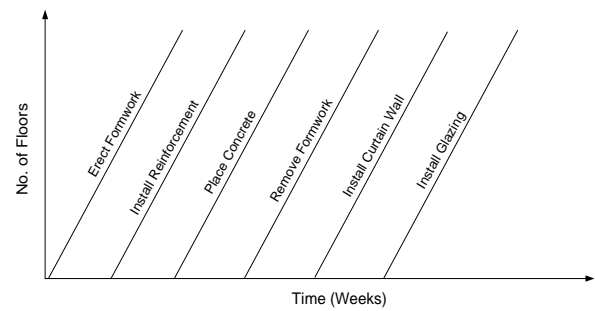 No. of Floors
Erect Formwork
Install Reinforcement
Place Concrete
Remove Formwork
Install Curtain Wall
Install Glazing
Time (Weeks)